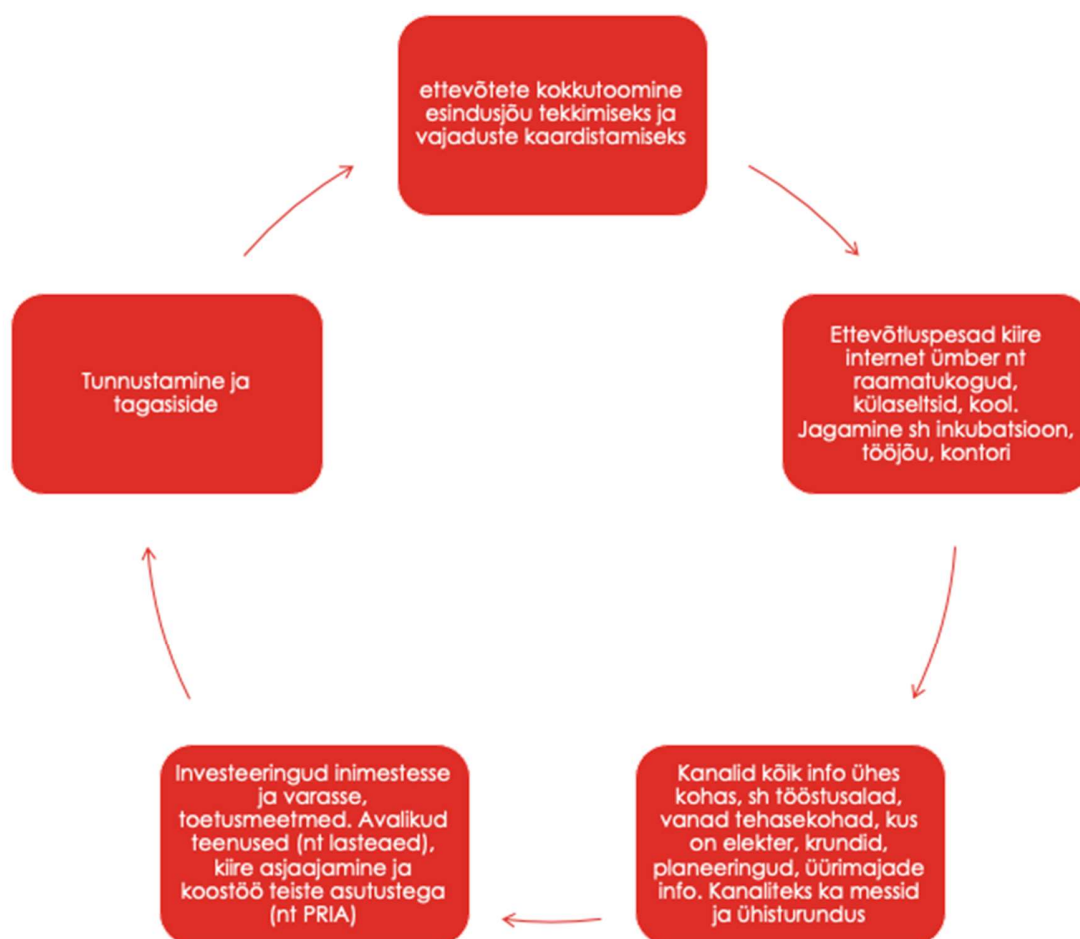 ettevõtete kokkutoomine
esindusjõu tekkimiseks ja
vajaduste kaardistamiseks
Ettevõtluspesad kiire
internet ümber nt
raamatukogud,
külaseltsid, kool.
Jagamine sh inkubatsioon,
tööjõu, kontori
Kanalid kõik info ühes
kohas, sh tööstusalad,
vanad tehasekohad, kus
on elekter, krundid,
planeeringud, üürimajade
info. Kanaliteks ka messid
ja ühisturundus
Investeeringud inimestesse
ja varasse,
toetusmeetmed. Avalikud
teenused (nt lasteaed),
kiire asjaajamine ja
koostöö teiste asutustega
(nt PRIA)
Tunnustamine ja
tagasiside